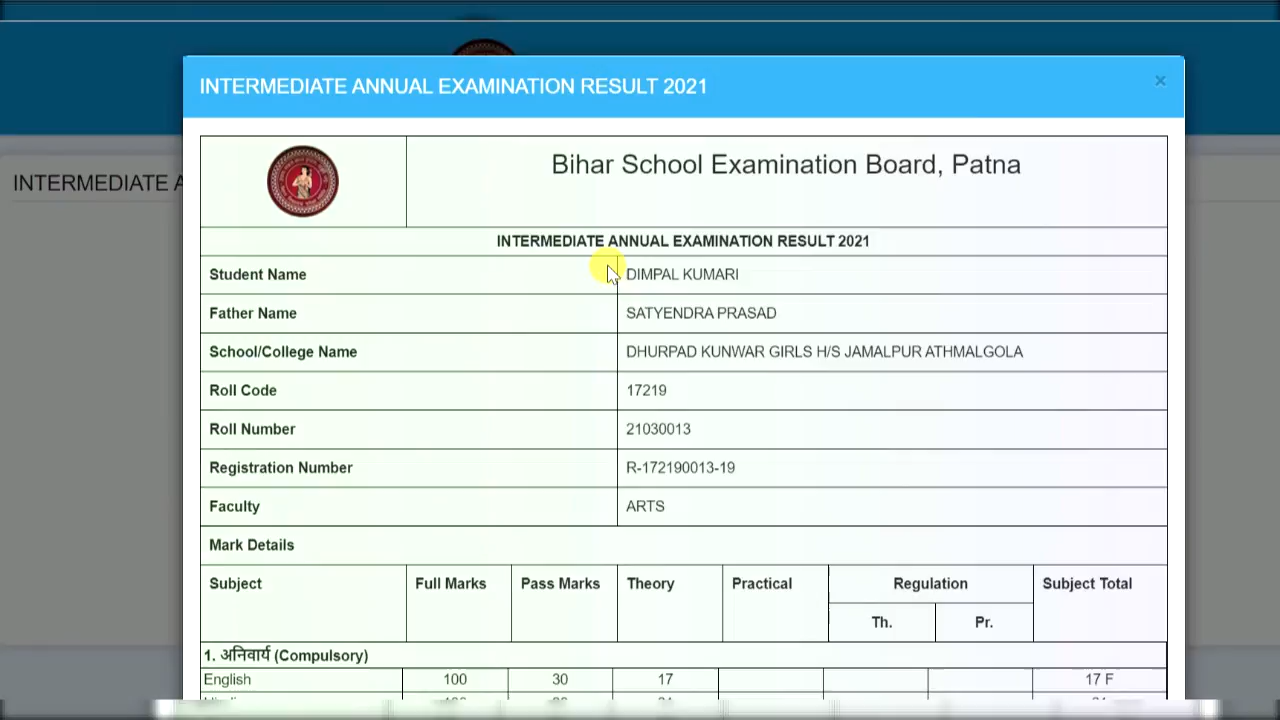 INTERMEDIATE ANNUAL EXAMINATION RESULT 2021 ×
INTERMEDIATE A
Bihar School Examination Board, Patna
INTERMEDIATE ANNUAL EXAMINATION RESULT 2021
Student Name DIMPAL KUMARI
Father Name SATYENDRA PRASAD
School/College Name DHURPAD KUNWAR GIRLS H/S JAMALPUR ATHMALGOLA
Roll Code 17219
Roll Number 21030013
Registration Number R-172190013-19
Faculty ARTS
Mark Details
Subject Full Marks Pass Marks Theory Practical Regulation Subject Total
Th. Pr.
1. अनिवार्य (Compulsory)
English 100 30 17 17 F